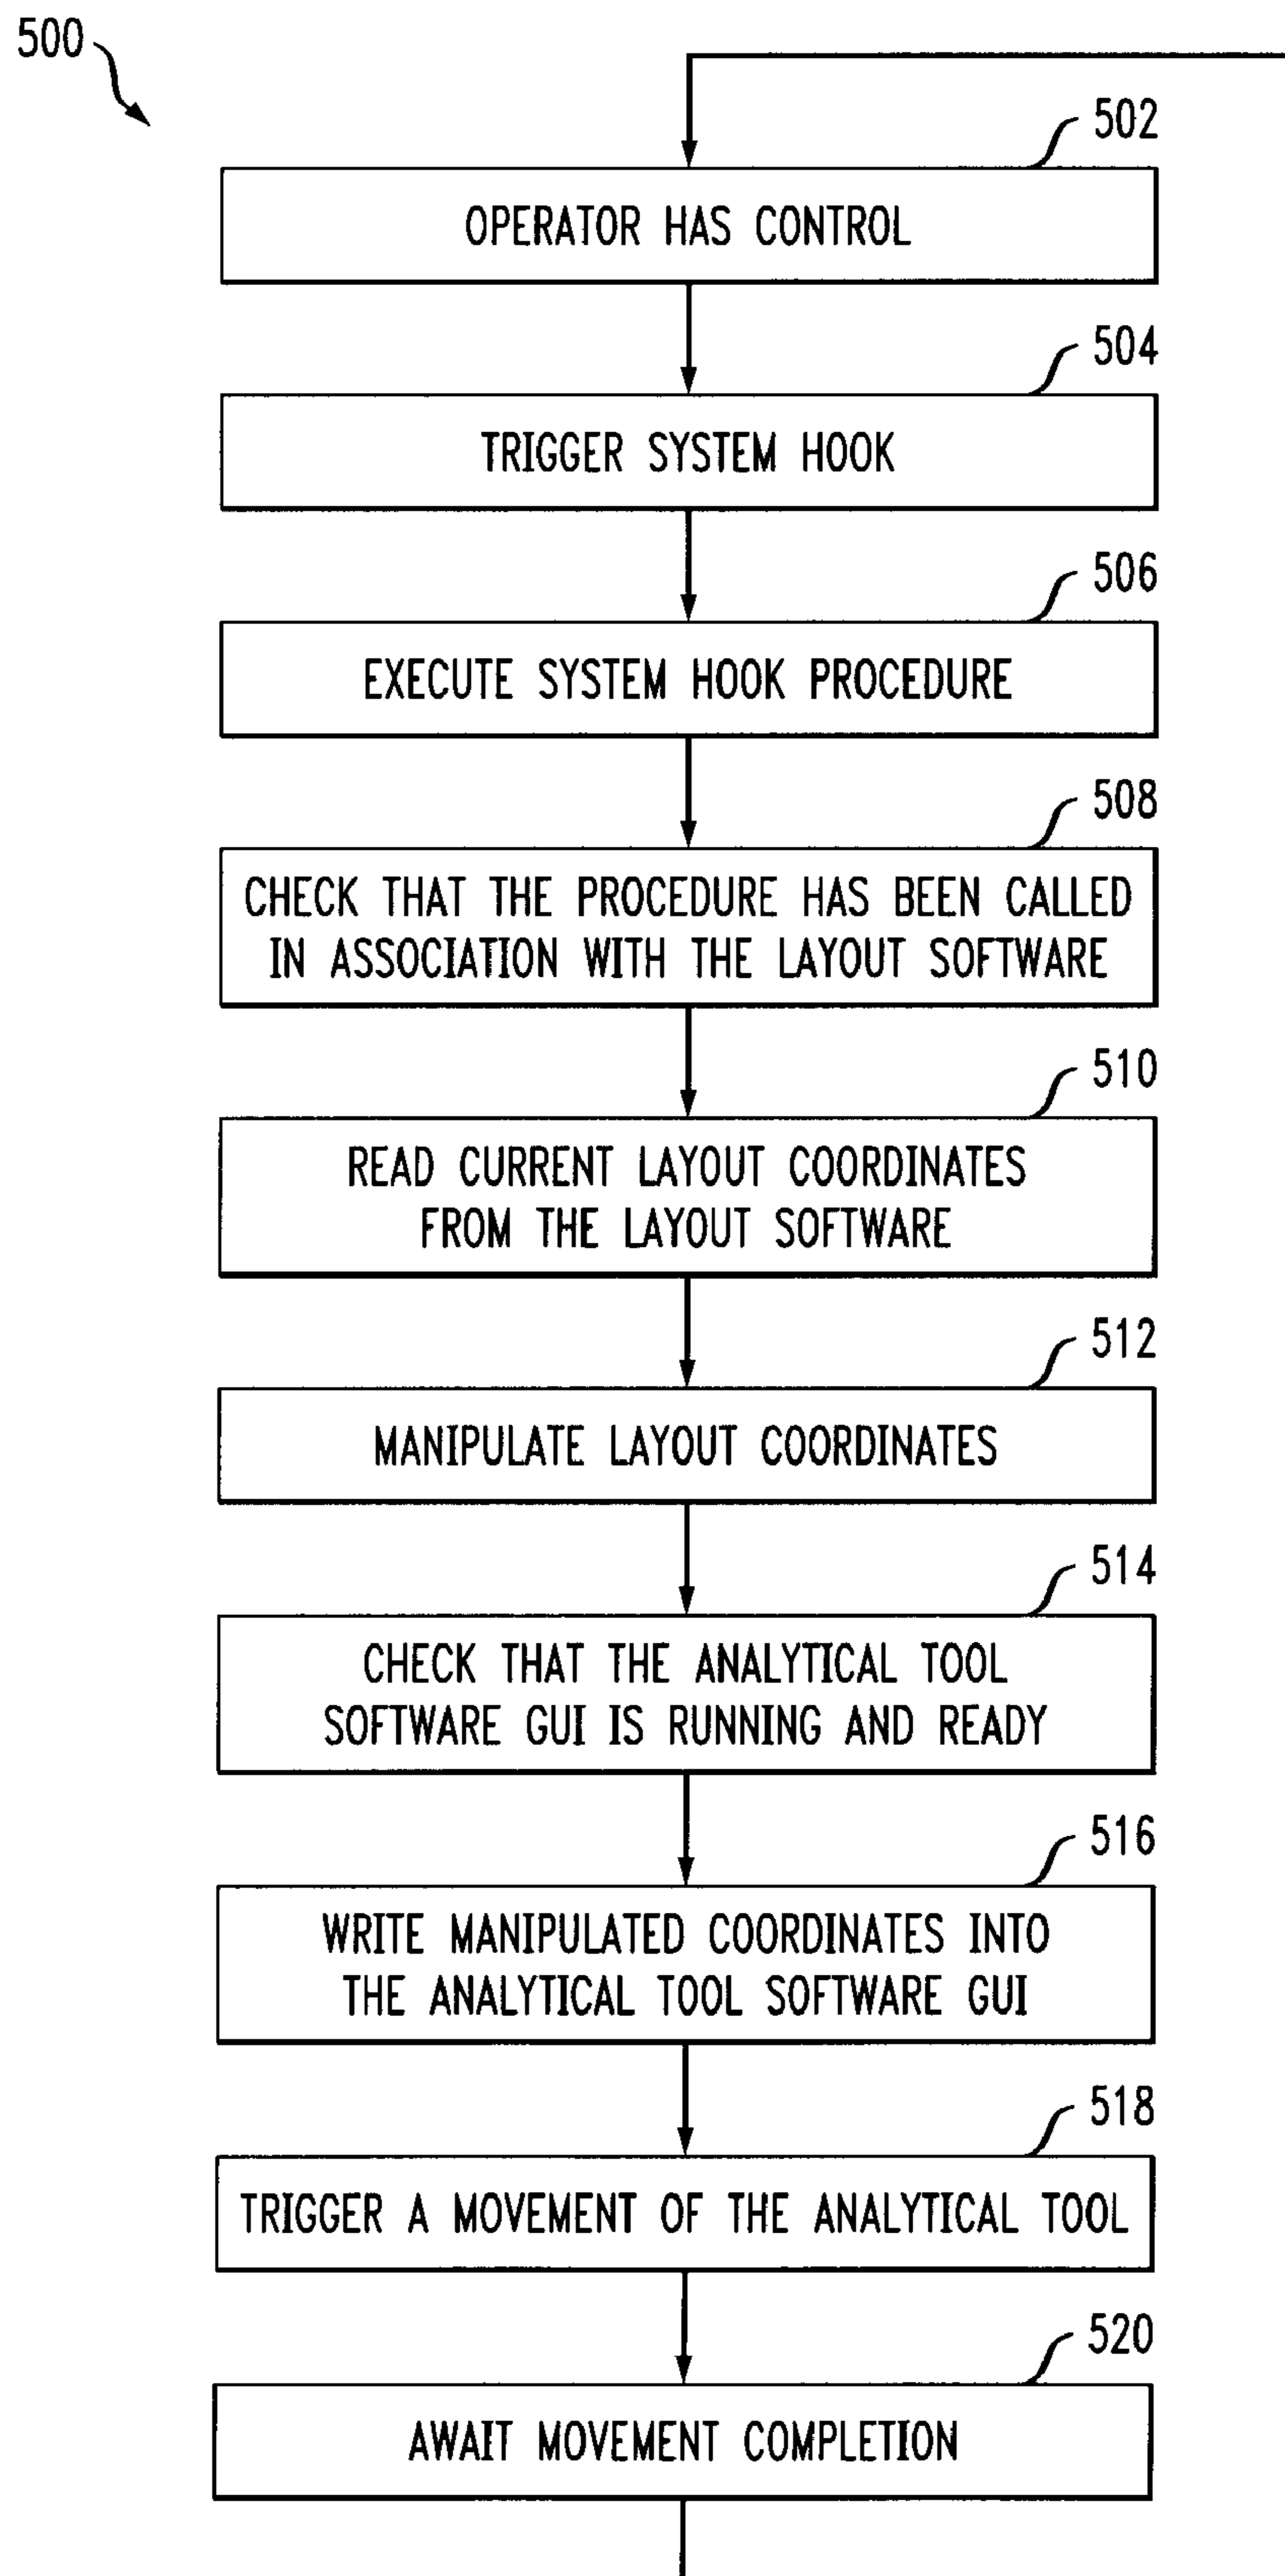 500
502
OPERATOR HAS CONTROL
504
TRIGGER SYSTEM HOOK
506
EXECUTE SYSTEM HOOK PROCEDURE
508
CHECK THAT THE PROCEDURE HAS BEEN CALLED
IN ASSOCIATION WITH THE LAYOUT SOFTWARE
510
READ CURRENT LAYOUT COORDINATES
FROM THE LAYOUT SOFTWARE
512
MANIPULATE LAYOUT COORDINATES
514
CHECK THAT THE ANALYTICAL TOOL
SOFTWARE GUI IS RUNNING AND READY
516
WRITE MANIPULATED COORDINATES INTO
THE ANALYTICAL TOOL SOFTWARE GUI
518
TRIGGER A MOVEMENT OF THE ANALYTICAL TOOL
520
AWAIT MOVEMENT COMPLETION